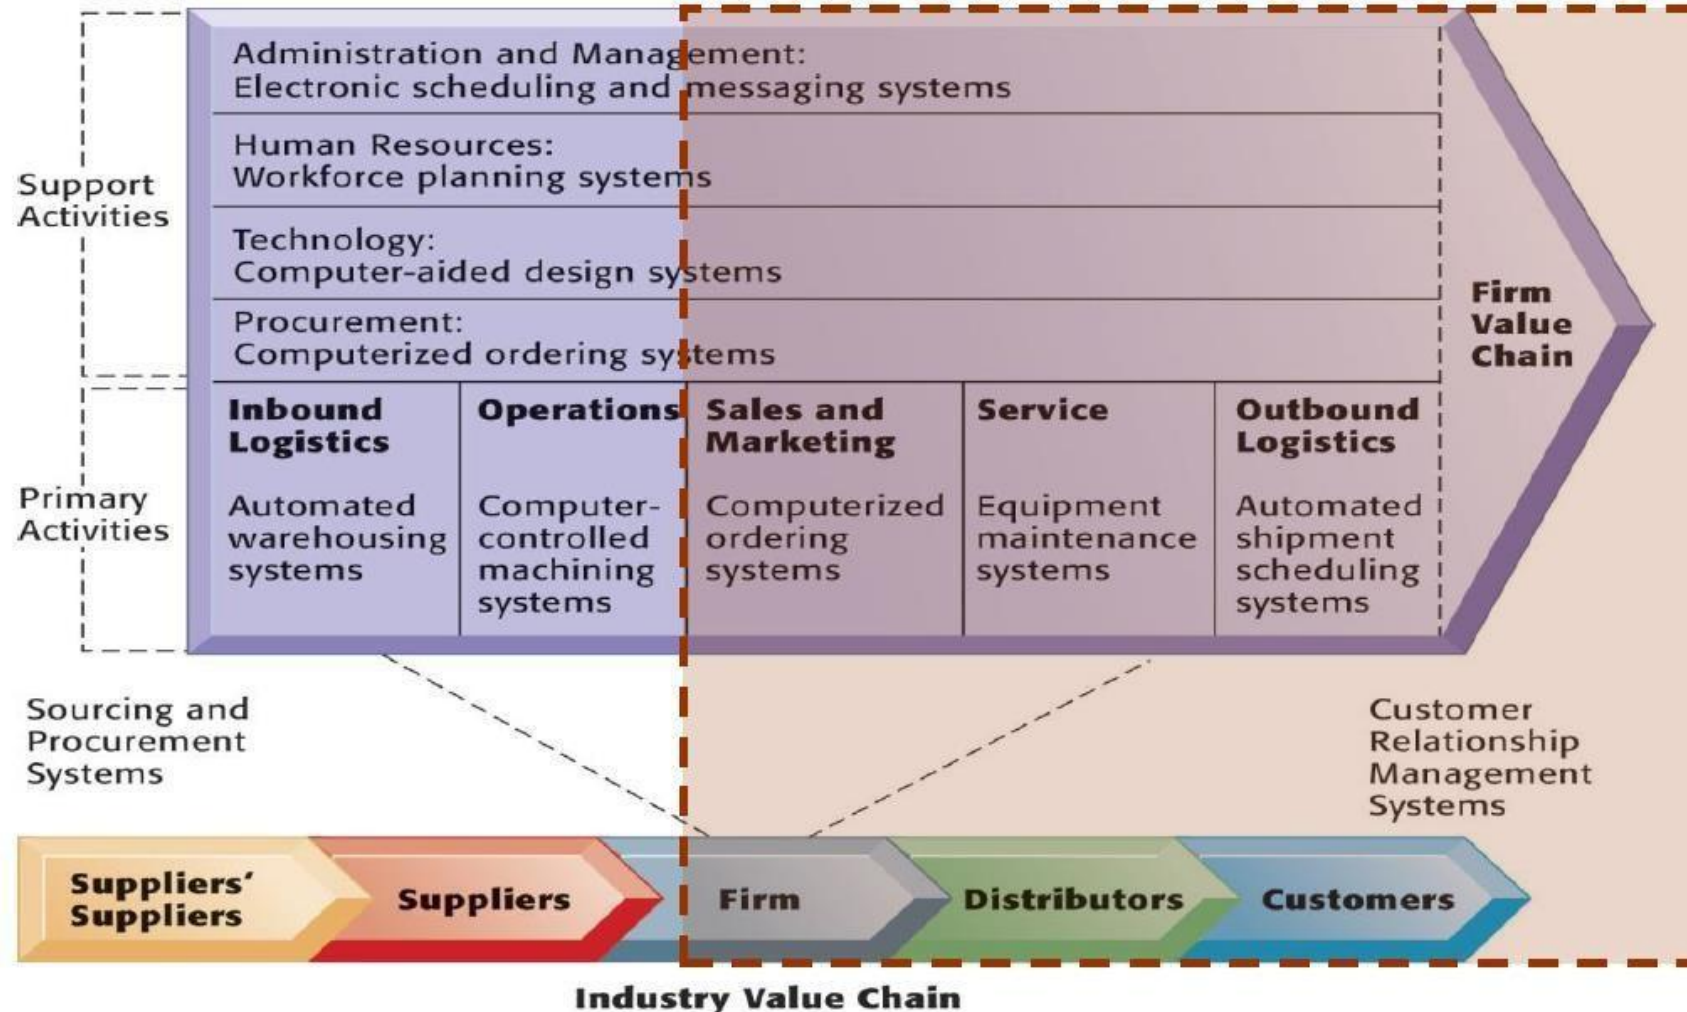 Administration and Management:
Electronic scheduling and messaging systems
Human Resources:
Workforce planning systems
Technology:
Computer-aided design systems
Procurement:
Computerized ordering systems
Support
Activities
Firm
Value
Chain
Primary
Activities
Inbound
Logistics
Automated
warehousing
systems
Operations
Computer-
controlled
machining
systems
Sales and
Marketing
Computerized
ordering
systems
Service
Equipment
maintenance
systems
Outbound
Logistics
Automated
shipment
scheduling
systems
Sourcing and
Procurement
Systems
Customer
Relationship
Management
Systems
Suppliers'
Suppliers
Suppliers
Firm
Distributors
Customers
Industry Value Chain